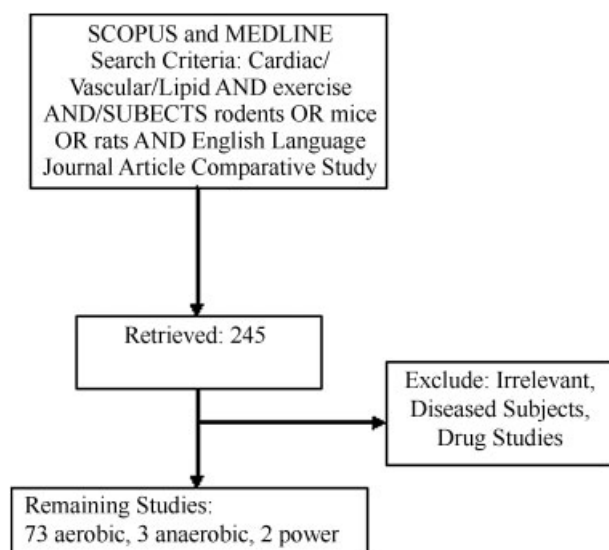 SCOPUS and MEDLINE
Search Criteria: Cardiac/
Vascular/Lipid AND exercise
AND/SUBECTS rodents OR mice
OR rats AND English Language
Journal Article Comparative Study
Retrieved: 245
Exclude: Irrelevant,
Diseased Subjects,
Drug Studies
Remaining Studies:
73 aerobic, 3 anaerobic, 2 power